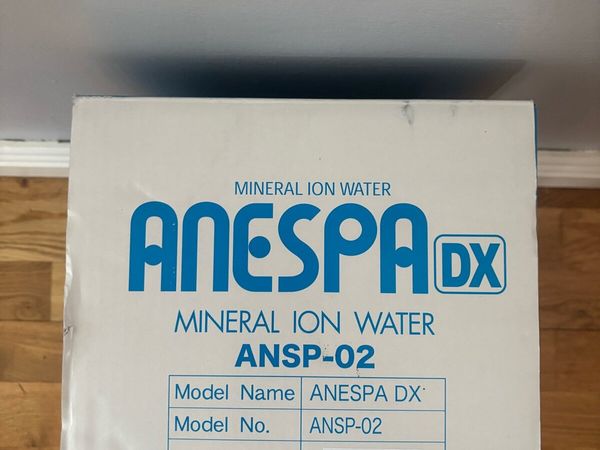 MINERAL ION WATER
ANESPA DX
MINERAL ION WATER
ANSP-02
Model Name ANESPA DX
Model No. ANSP-02